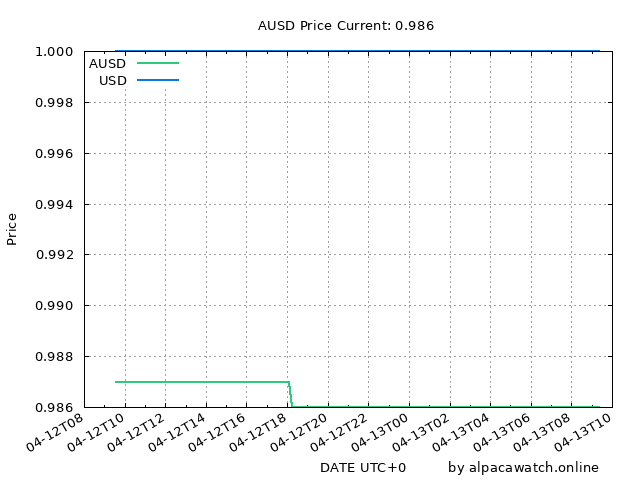 AUSD Price Current: 0.986
1.000
AUSD
USD
0.998
0.996
0.994
0.992
0.990
0.988
0.986
Price
04-12T08
04-12T10
04-12T12
04-12T14
04-12T16
04-12T18
04-12T20
04-12T22
04-13T00
04-13T02
04-13T04
04-13T06
04-13T08
04-13T10
DATE UTC+0 by alpacawatch.online